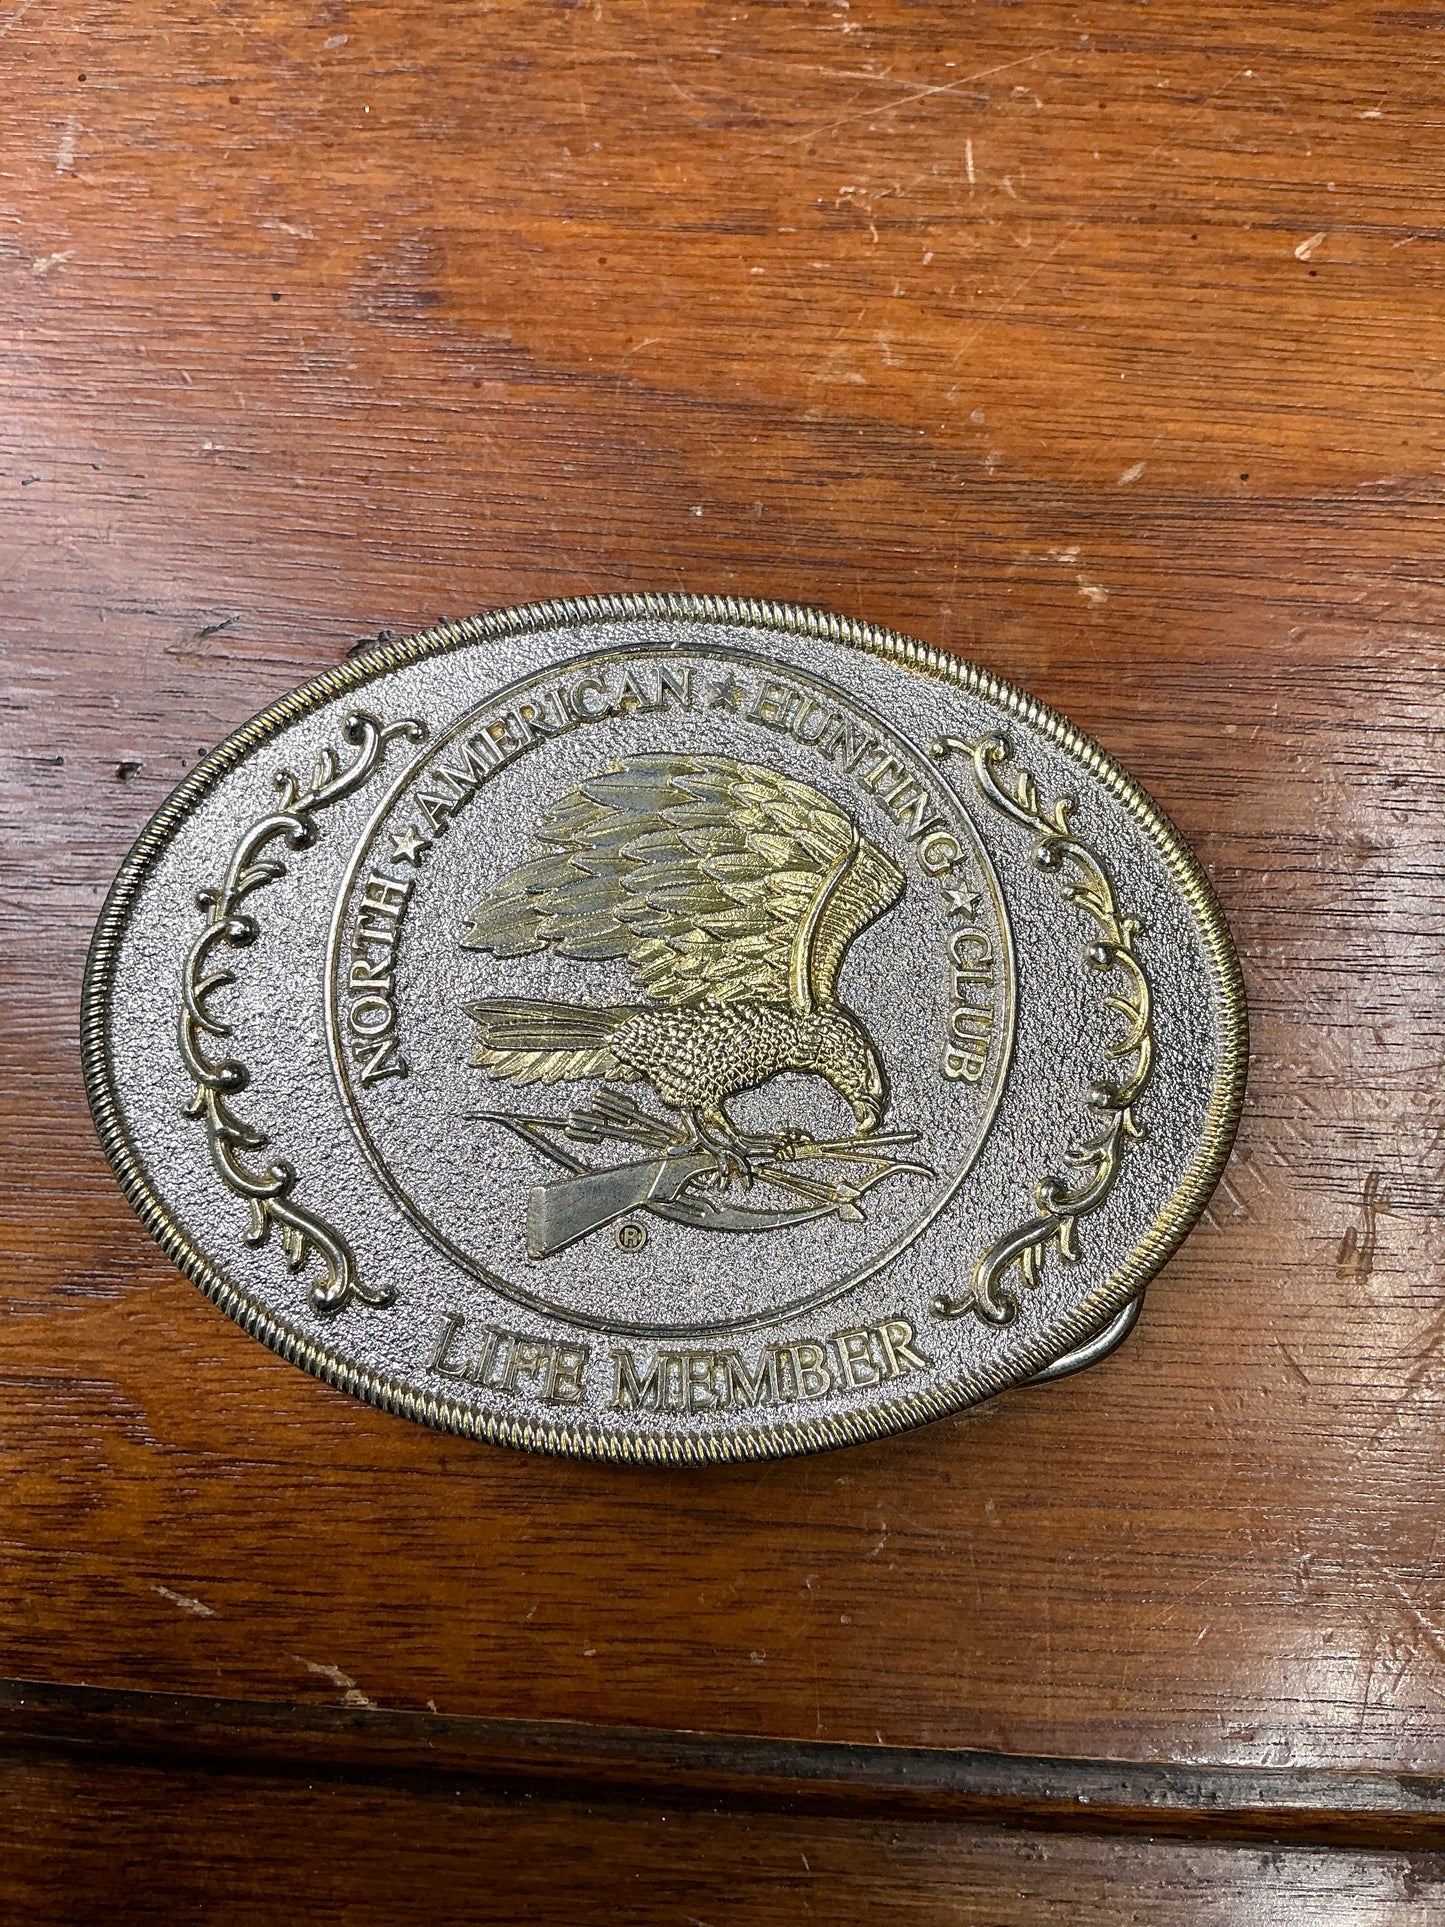 NORTH ★ AMERICAN ★ HUNTING ★ CLUB
®
LIFE MEMBER